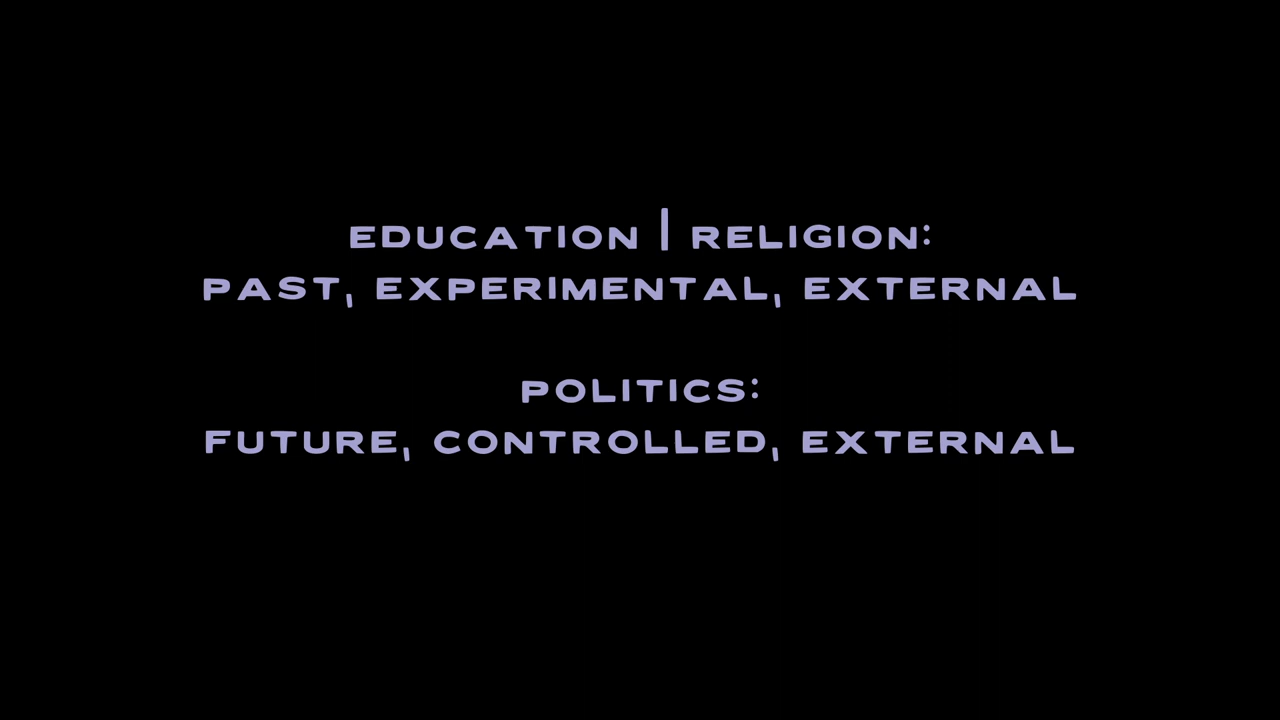 EDUCATION | RELIGION:
PAST, EXPERIMENTAL, EXTERNAL
POLITICS:
FUTURE, CONTROLLED, EXTERNAL